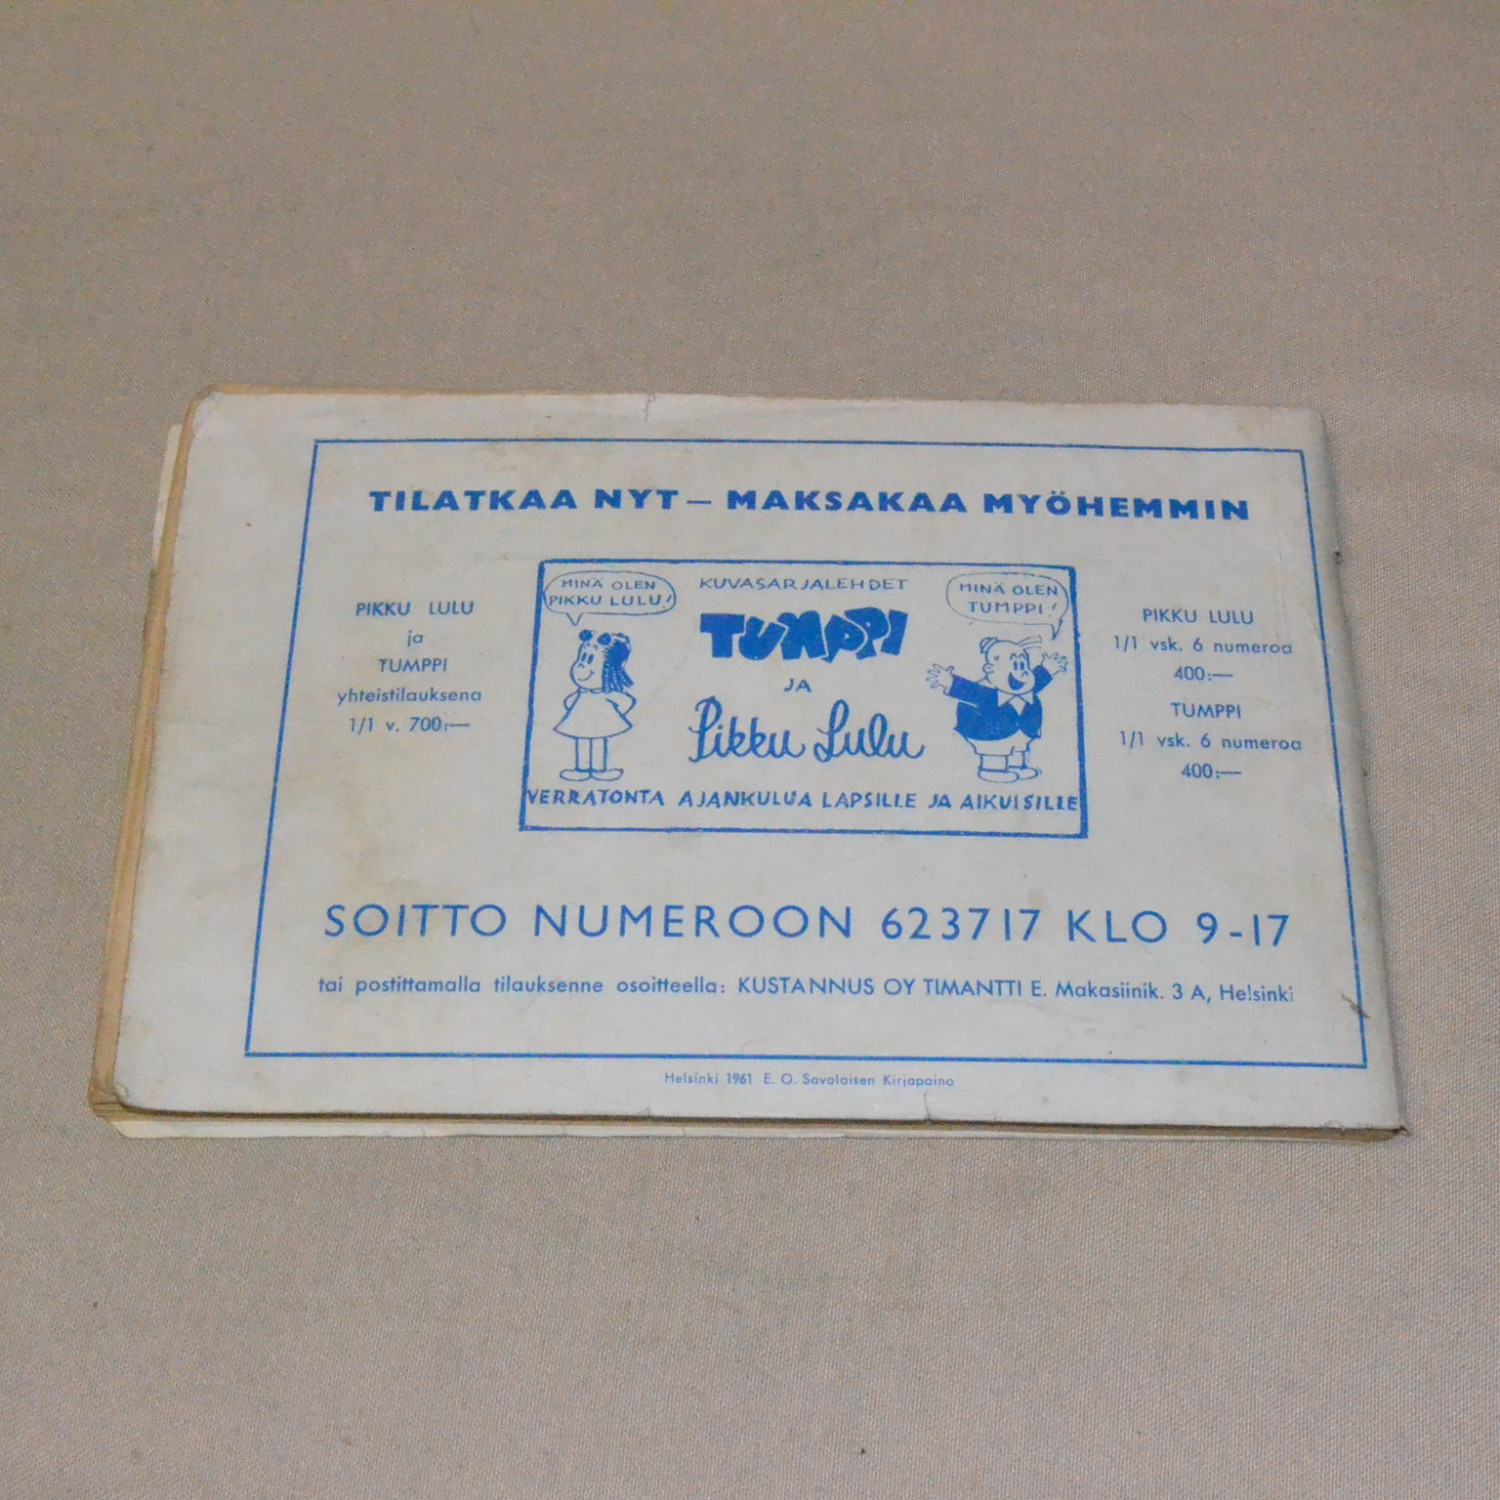 TILATKAA NYT – MAKSAKAA MYÖHEMMIN
PIKKU LULU
ja
TUMPPI
yhteistilauksena
1/1 v. 700:—
MINÄ OLEN
PIKKU LULU!
KUVASARJALEHDET
TUMPPI
JA
Pikku Lulu
MINÄ OLEN
TUMPPI!
VERRATONTA AJANKULUA LAPSILLE JA AIKUISILLE
PIKKU LULU
1/1 vsk. 6 numeroa
400:—
TUMPPI
1/1 vsk. 6 numeroa
400:—
SOITTO NUMEROON 623717 KLO 9-17
tai postittamalla tilauksenne osoitteella: KUSTANNUS OY TIMANTTI E. Makasiinik. 3 A, Helsinki
Helsinki 1961 E. O. Savolaisen Kirjapaino